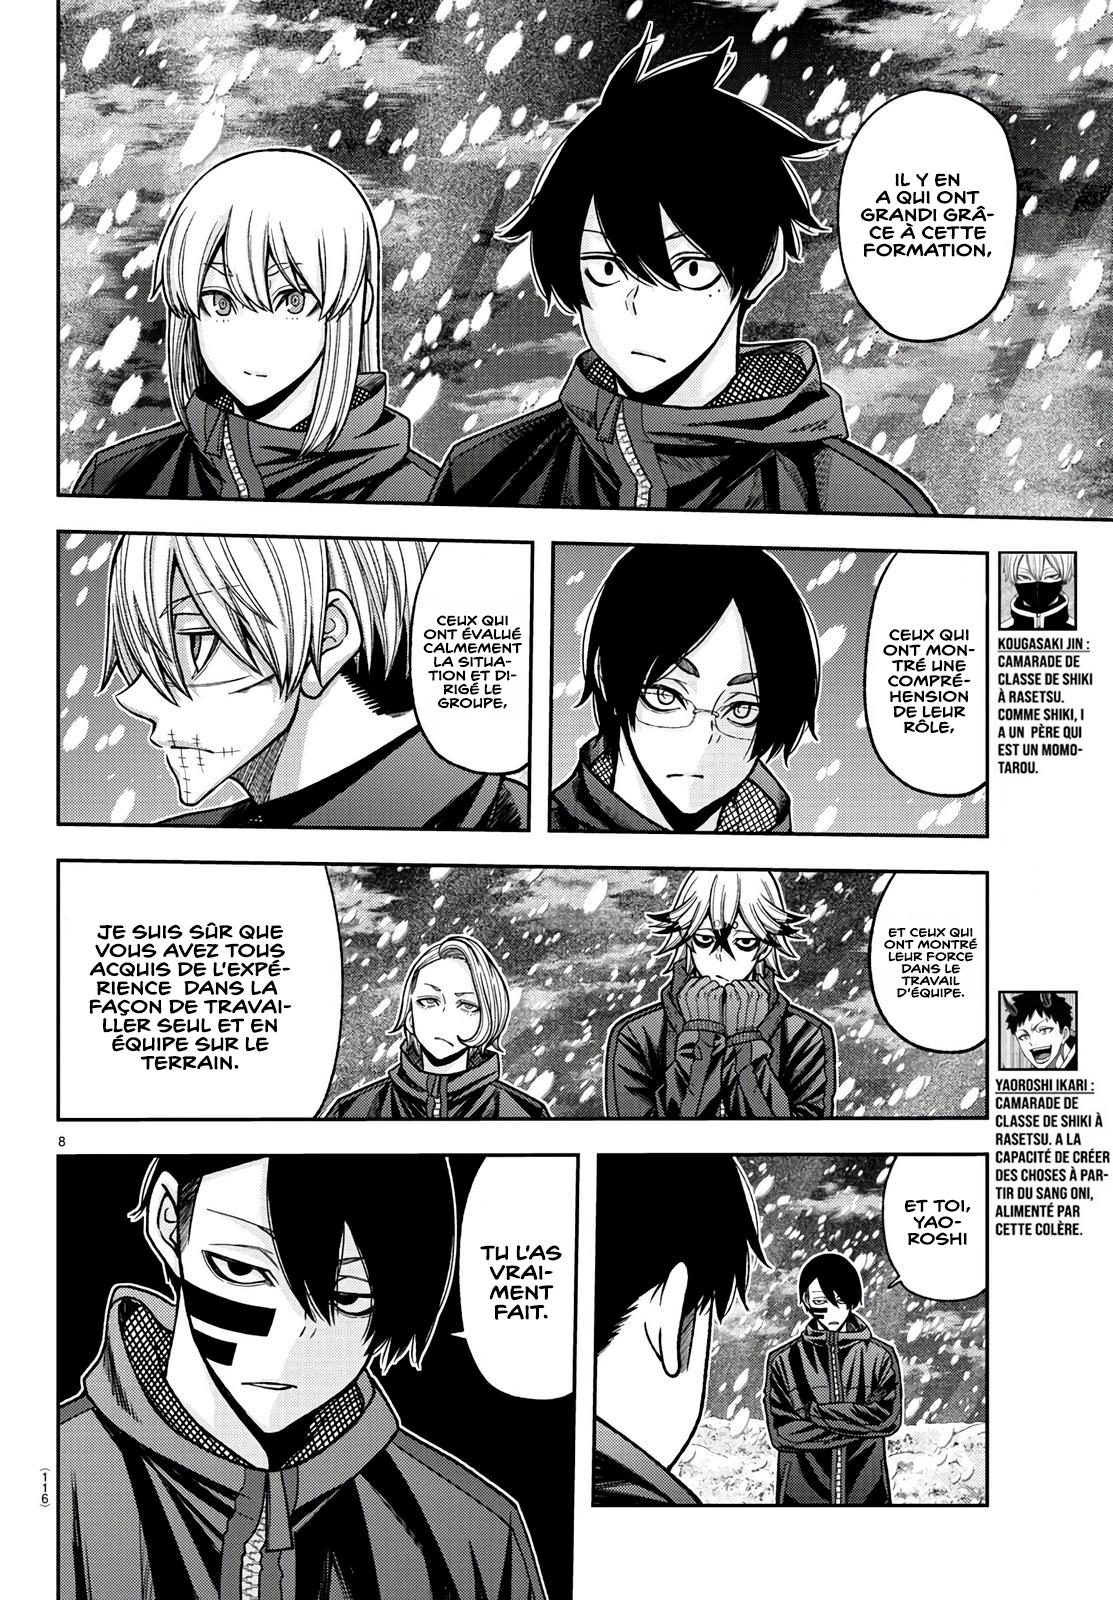 IL Y EN
A QUI ONT
GRANDI GRÂ-
CE À CETTE
FORMATION,
CEUX QUI
ONT MON-
TRÉ UNE
COMPRÉ-
HENSION
DE LEUR
RÔLE,
CEUX QUI
ONT ÉVALUÉ
CALMEMENT
LA SITUA-
TION ET DI-
RIGÉ LE
GROUPE,
KOUGASAKI JIN :
CAMARADE DE
CLASSE DE SHIKI
À RASETSU.
COMME SHIKI, I
A UN PÈRE QUI
EST UN MOMO-
TAROU.
ET CEUX QUI
ONT MONTRÉ
LEUR FORCE
DANS LE
TRAVAIL
D'ÉQUIPE.
JE SUIS SÛR QUE
VOUS AVEZ TOUS
ACQUIS DE L'EXPÉ-
RIENCE DANS LA
FAÇON DE TRAVAI-
LLER SEUL ET EN
ÉQUIPE SUR LE
TERRAIN.
YAOROSHI IKARI :
CAMARADE DE
CLASSE DE SHIKI À
RASETSU. A LA
CAPACITÉ DE CRÉER
DES CHOSES À PAR-
TIR DU SANG ONI,
ALIMENTÉ PAR
CETTE COLÈRE.
8
ET TOI,
YAO-
ROSHI
TU L'AS
VRAI-
MENT
FAIT.
(116)